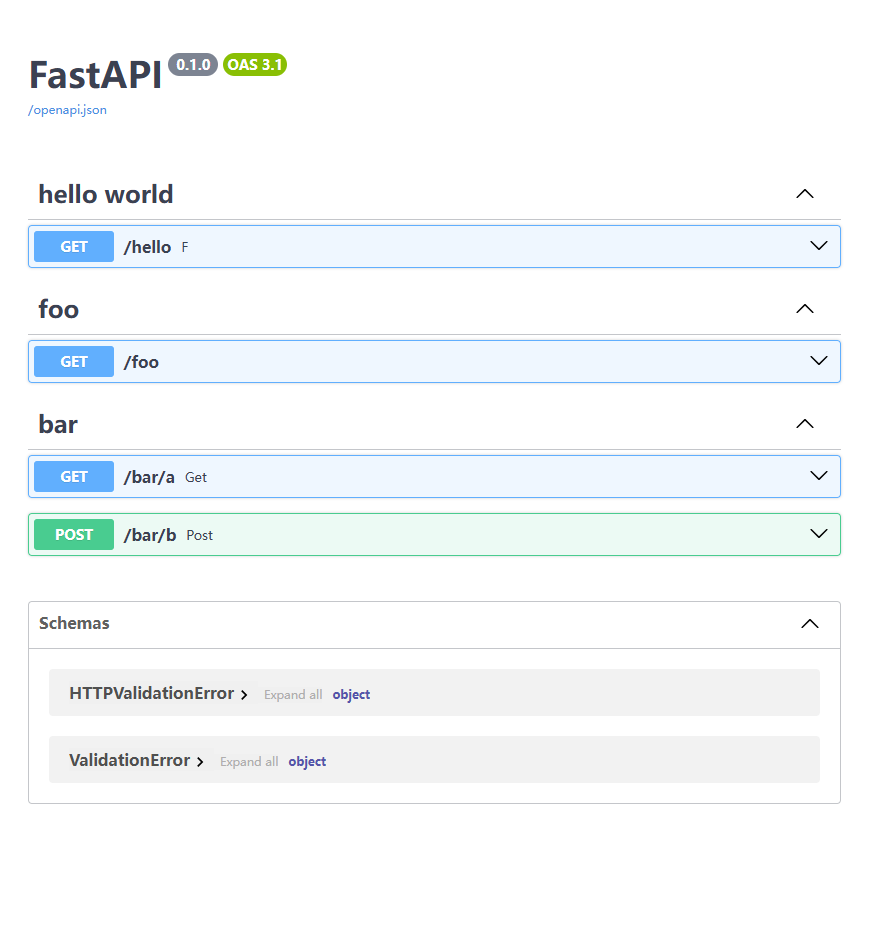 FastAPI 0.1.0 OAS 3.1
/openapi.json
hello world
GET /hello F
foo
GET /foo
bar
GET /bar/a Get
POST /bar/b Post
Schemas
HTTPValidationError Expand all object
ValidationError Expand all object